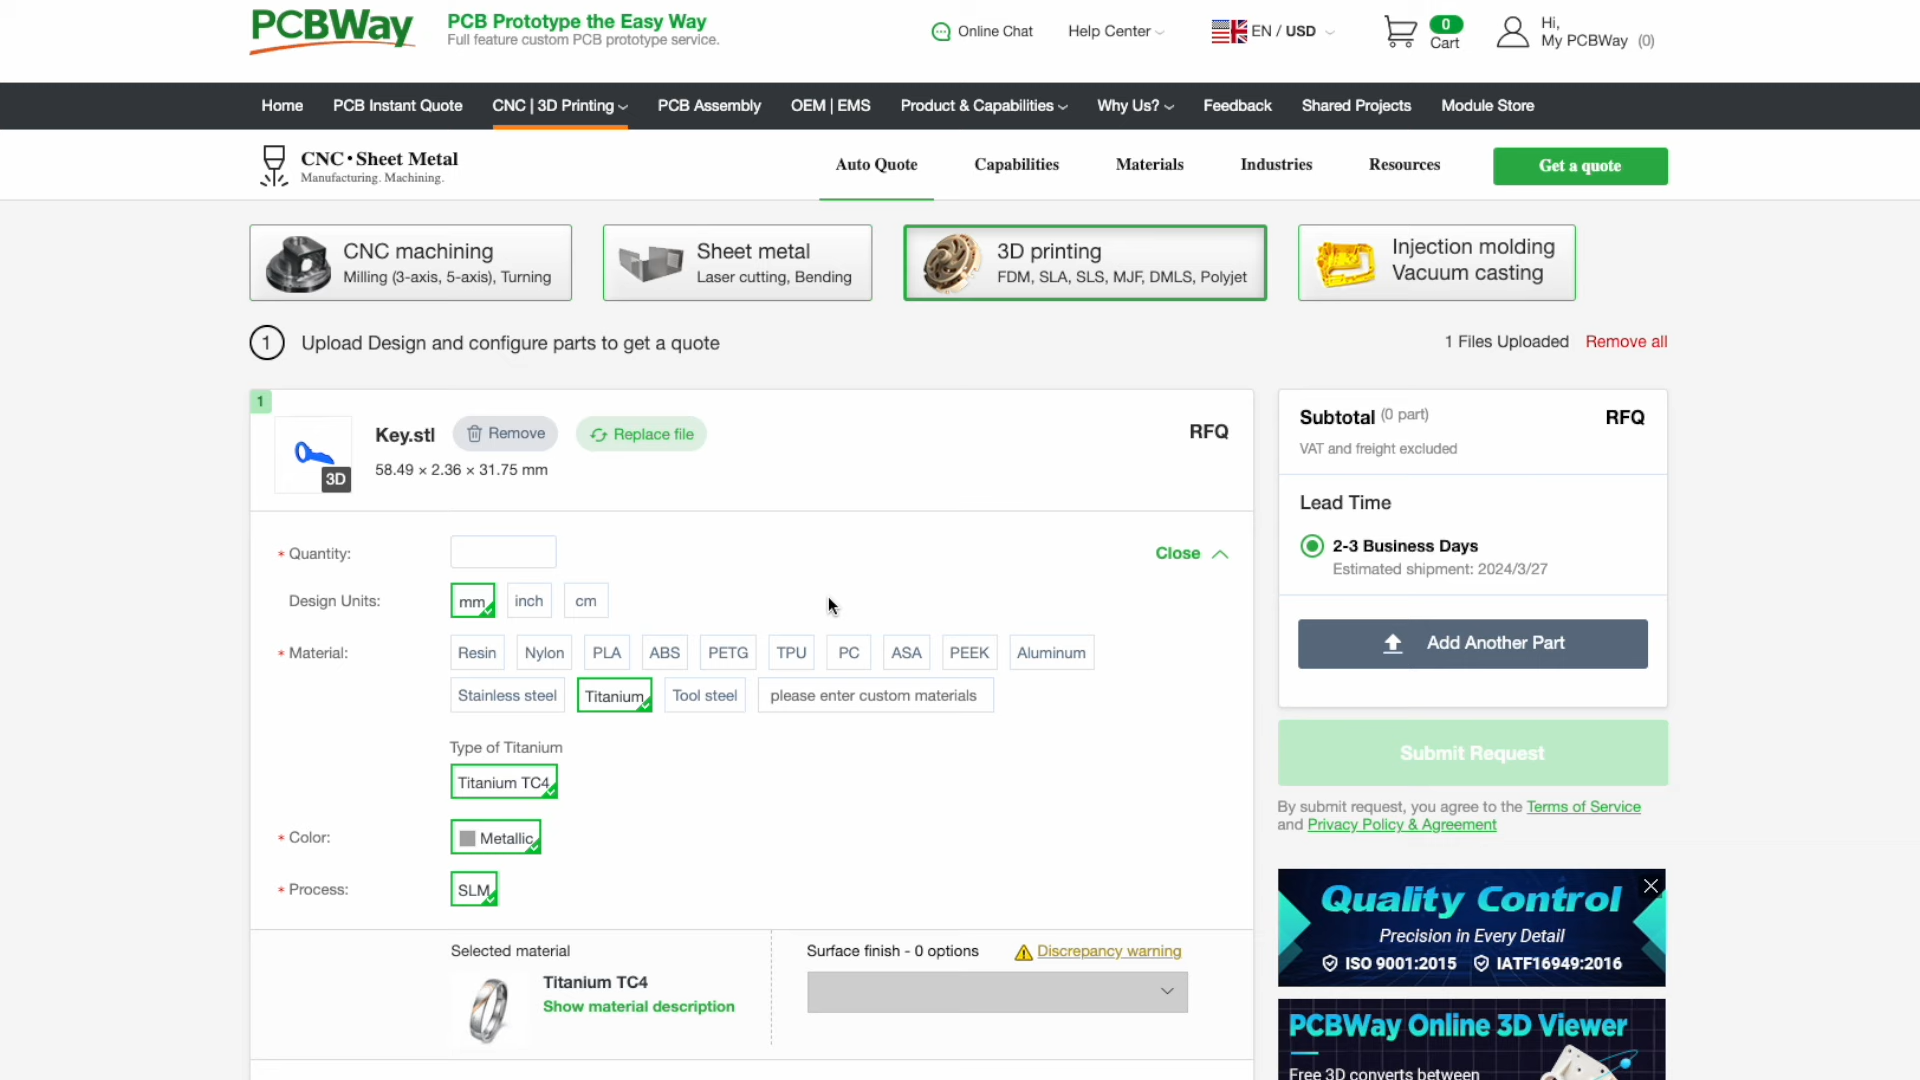 PCBWay
PCB Prototype the Easy Way
Full feature custom PCB prototype service.
Online Chat
Help Center
EN / USD
0
Cart
Hi,
My PCBWay (0)
Home
PCB Instant Quote
CNC | 3D Printing
PCB Assembly
OEM | EMS
Product & Capabilities
Why Us?
Feedback
Shared Projects
Module Store
CNC•Sheet Metal
Manufacturing. Machining.
Auto Quote
Capabilities
Materials
Industries
Resources
Get a quote
CNC machining
Milling (3-axis, 5-axis), Turning
Sheet metal
Laser cutting, Bending
3D printing
FDM, SLA, SLS, MJF, DMLS, Polyjet
Injection molding
Vacuum casting
1 Upload Design and configure parts to get a quote
1 Files Uploaded Remove all
1
3D
Key.stl
Remove
Replace file
58.49 × 2.36 × 31.75 mm
RFQ
* Quantity:
Close
Design Units:
mm inch cm
* Material:
Resin Nylon PLA ABS PETG TPU PC ASA PEEK Aluminum
Stainless steel Titanium Tool steel please enter custom materials
Type of Titanium
Titanium TC4
* Color:
Metallic
* Process:
SLM
Selected material
Titanium TC4
Show material description
Surface finish - 0 options
Discrepancy warning
Subtotal (0 part) RFQ
VAT and freight excluded
Lead Time
2-3 Business Days
Estimated shipment: 2024/3/27
Add Another Part
Submit Request
By submit request, you agree to the Terms of Service
and Privacy Policy & Agreement
Quality Control
Precision in Every Detail
ISO 9001:2015 IATF16949:2016
PCBWay Online 3D Viewer
Free 3D converts between